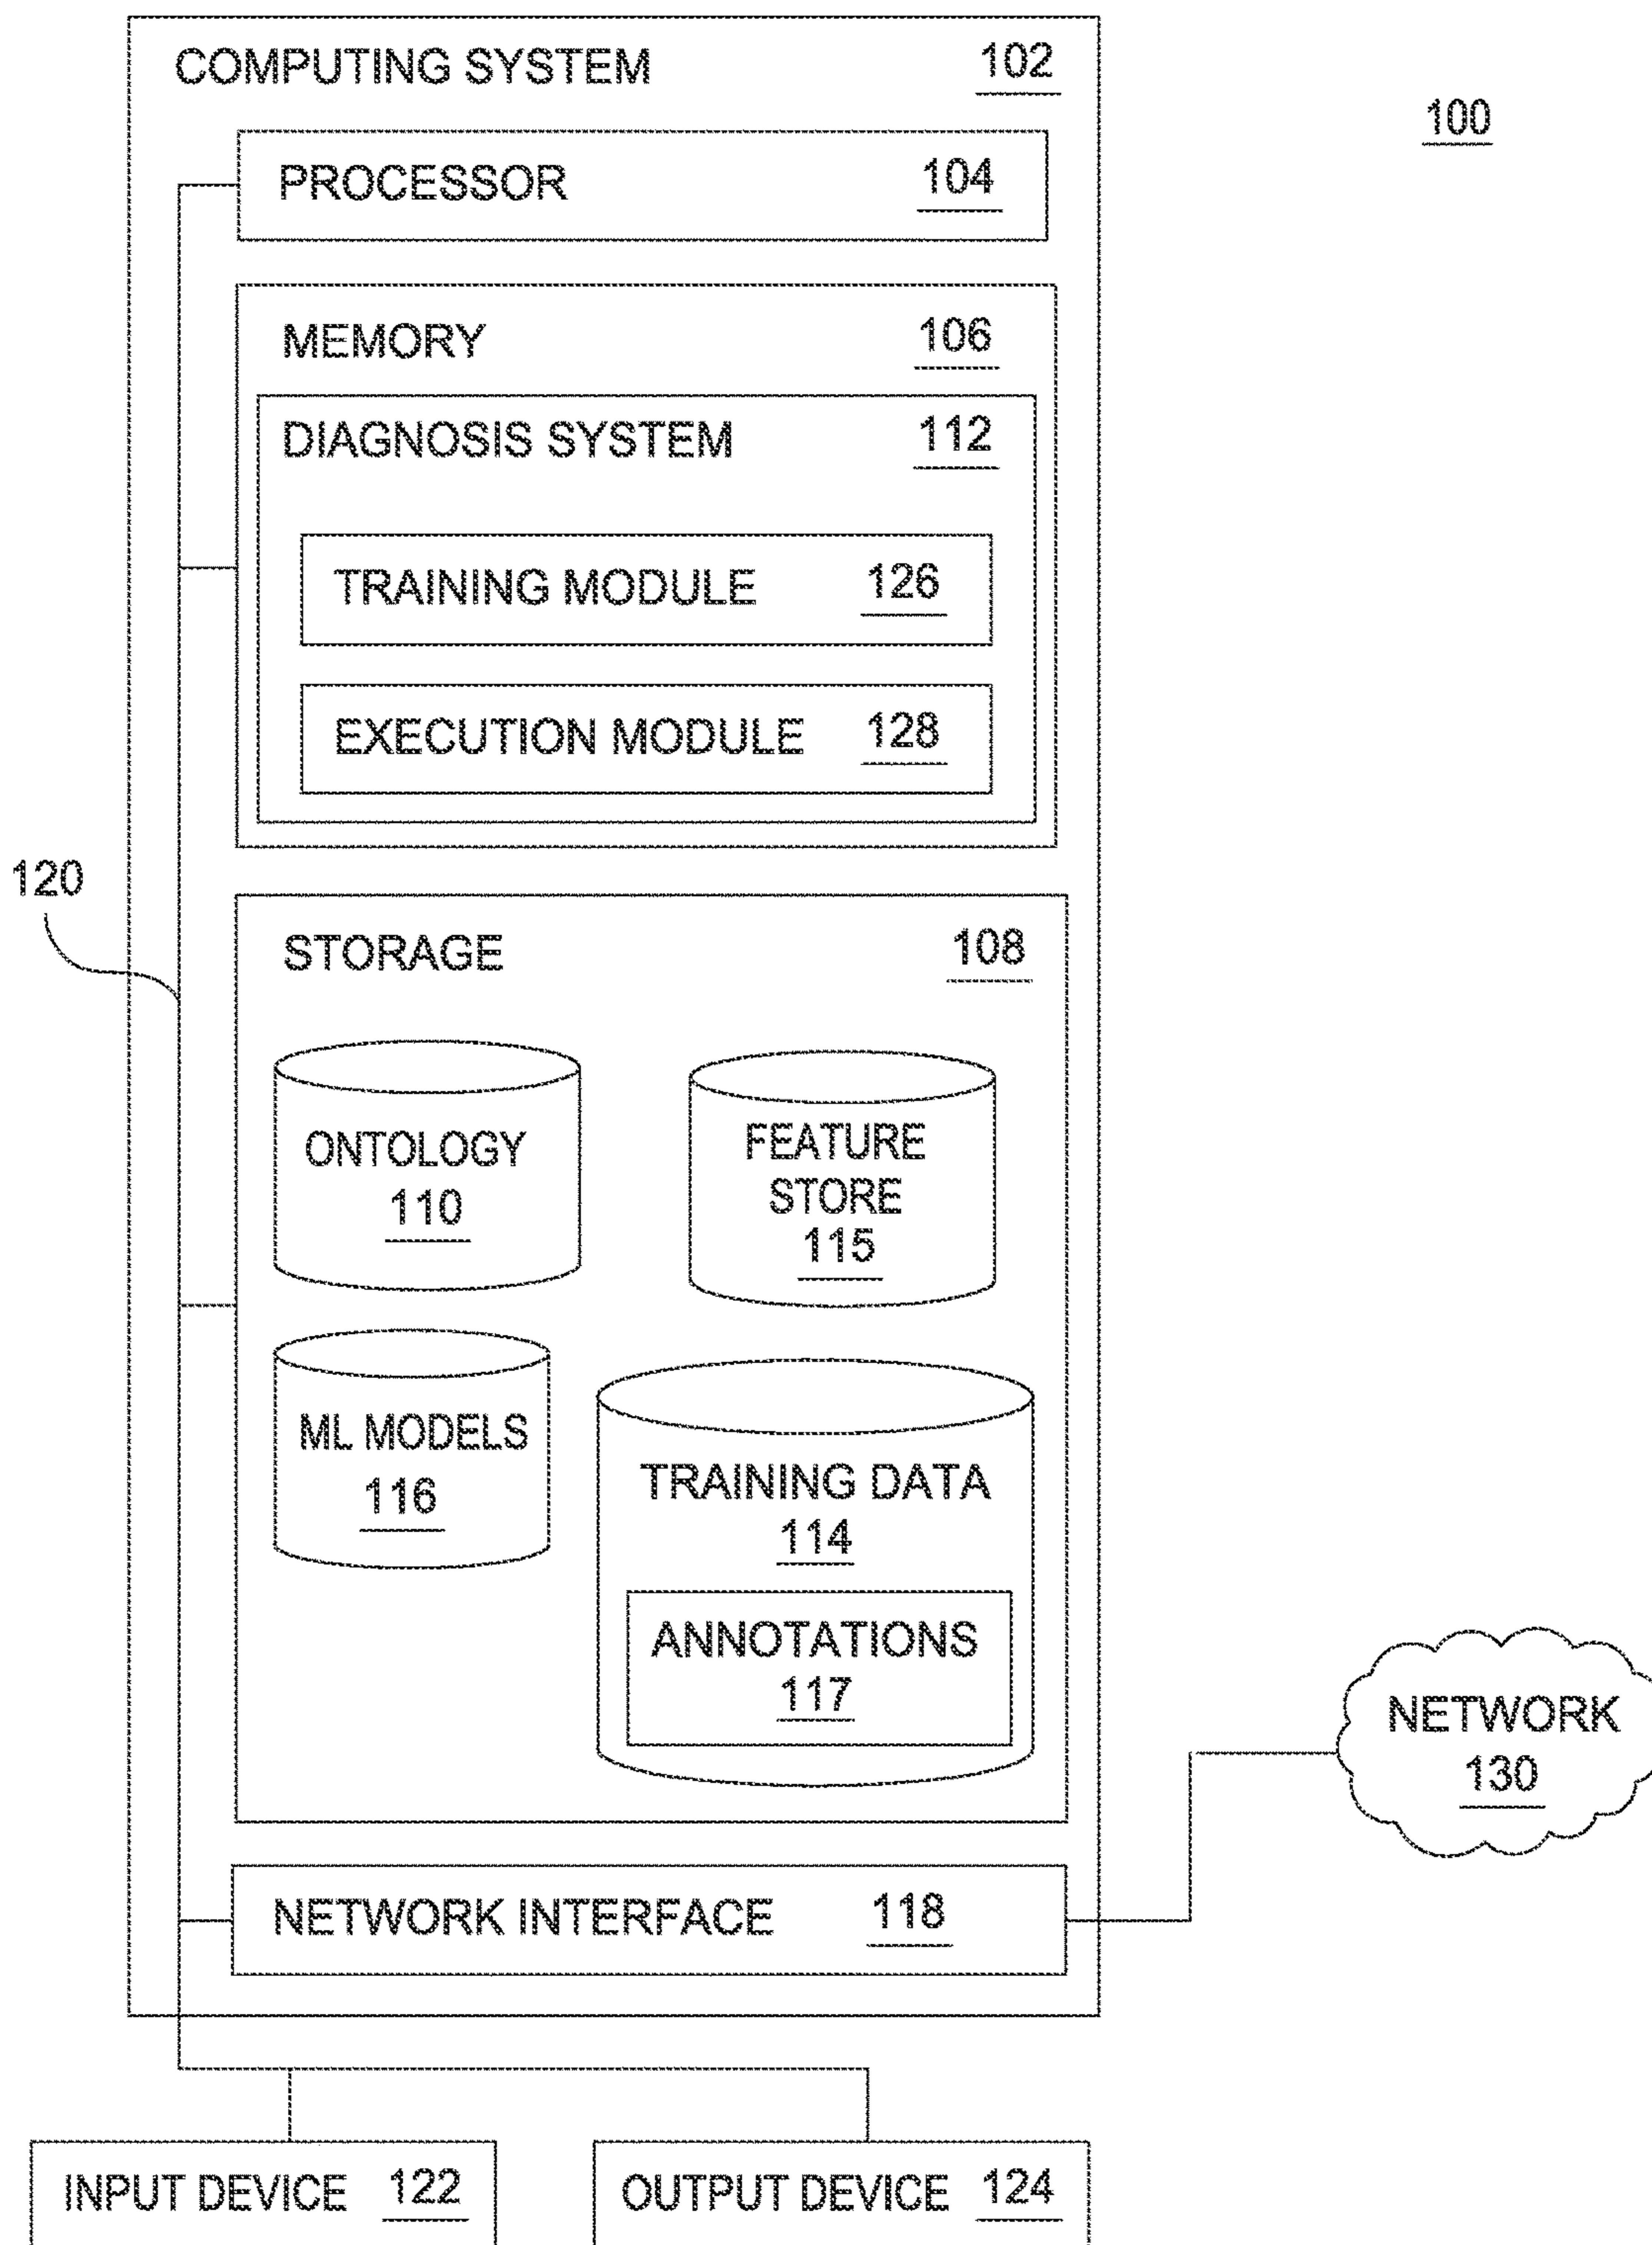 COMPUTING SYSTEM 102
100
PROCESSOR 104
MEMORY 106
DIAGNOSIS SYSTEM 112
TRAINING MODULE 126
EXECUTION MODULE 128
120
STORAGE 108
ONTOLOGY
110
FEATURE
STORE
115
ML MODELS
116
TRAINING DATA
114
ANNOTATIONS
117
NETWORK
130
NETWORK INTERFACE 118
INPUT DEVICE 122
OUTPUT DEVICE 124